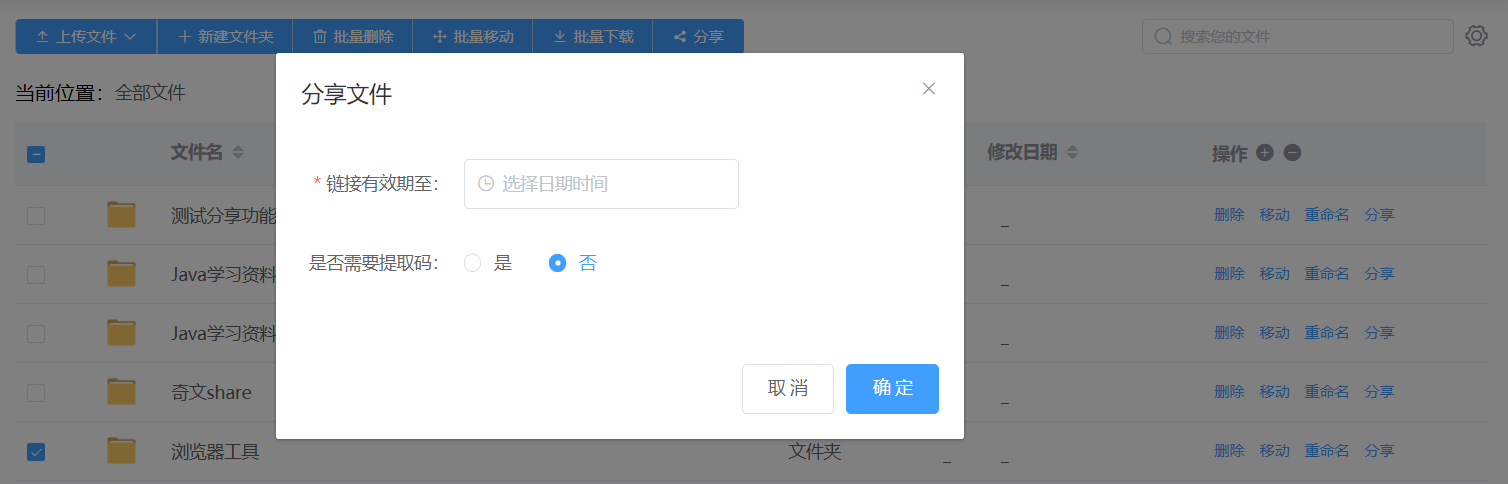 上传文件 新建文件夹 批量删除 批量移动 批量下载 分享 搜索您的文件
当前位置：全部文件
分享文件
文件名 修改日期 操作
链接有效期至： 选择日期时间
测试分享功能 _ 删除 移动 重命名 分享
是否需要提取码： 是 否
Java学习资料 _ 删除 移动 重命名 分享
Java学习资料 _ 删除 移动 重命名 分享
取消 确定
奇文share _ 删除 移动 重命名 分享
浏览器工具 文件夹 _ _ 删除 移动 重命名 分享